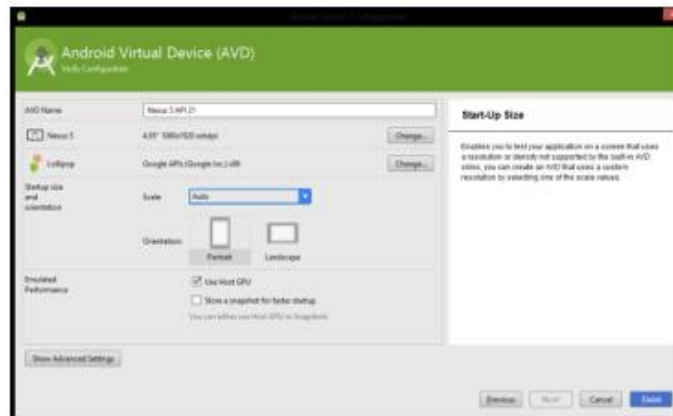 Virtual Device Configuration
Android Virtual Device (AVD)
Verify Configuration
AVD Name
Nexus 5 API 21
Nexus 5
4.95" 1080x1920 xxhdpi
Change...
Lollipop
Google APIs (Google Inc.) x86
Change...
Startup size
and
orientation
Scale:
Auto
Orientation:
Portrait
Landscape
Emulated
Performance
Use Host GPU
Store a snapshot for faster startup
You can either use Host GPU or Snapshots
Show Advanced Settings
Start-Up Size
Enables you to test your application on a screen that uses
a resolution or density not supported by the built-in AVD
skins, you can create an AVD that uses a custom
resolution by selecting one of the scale values.
Previous
Next
Cancel
Finish